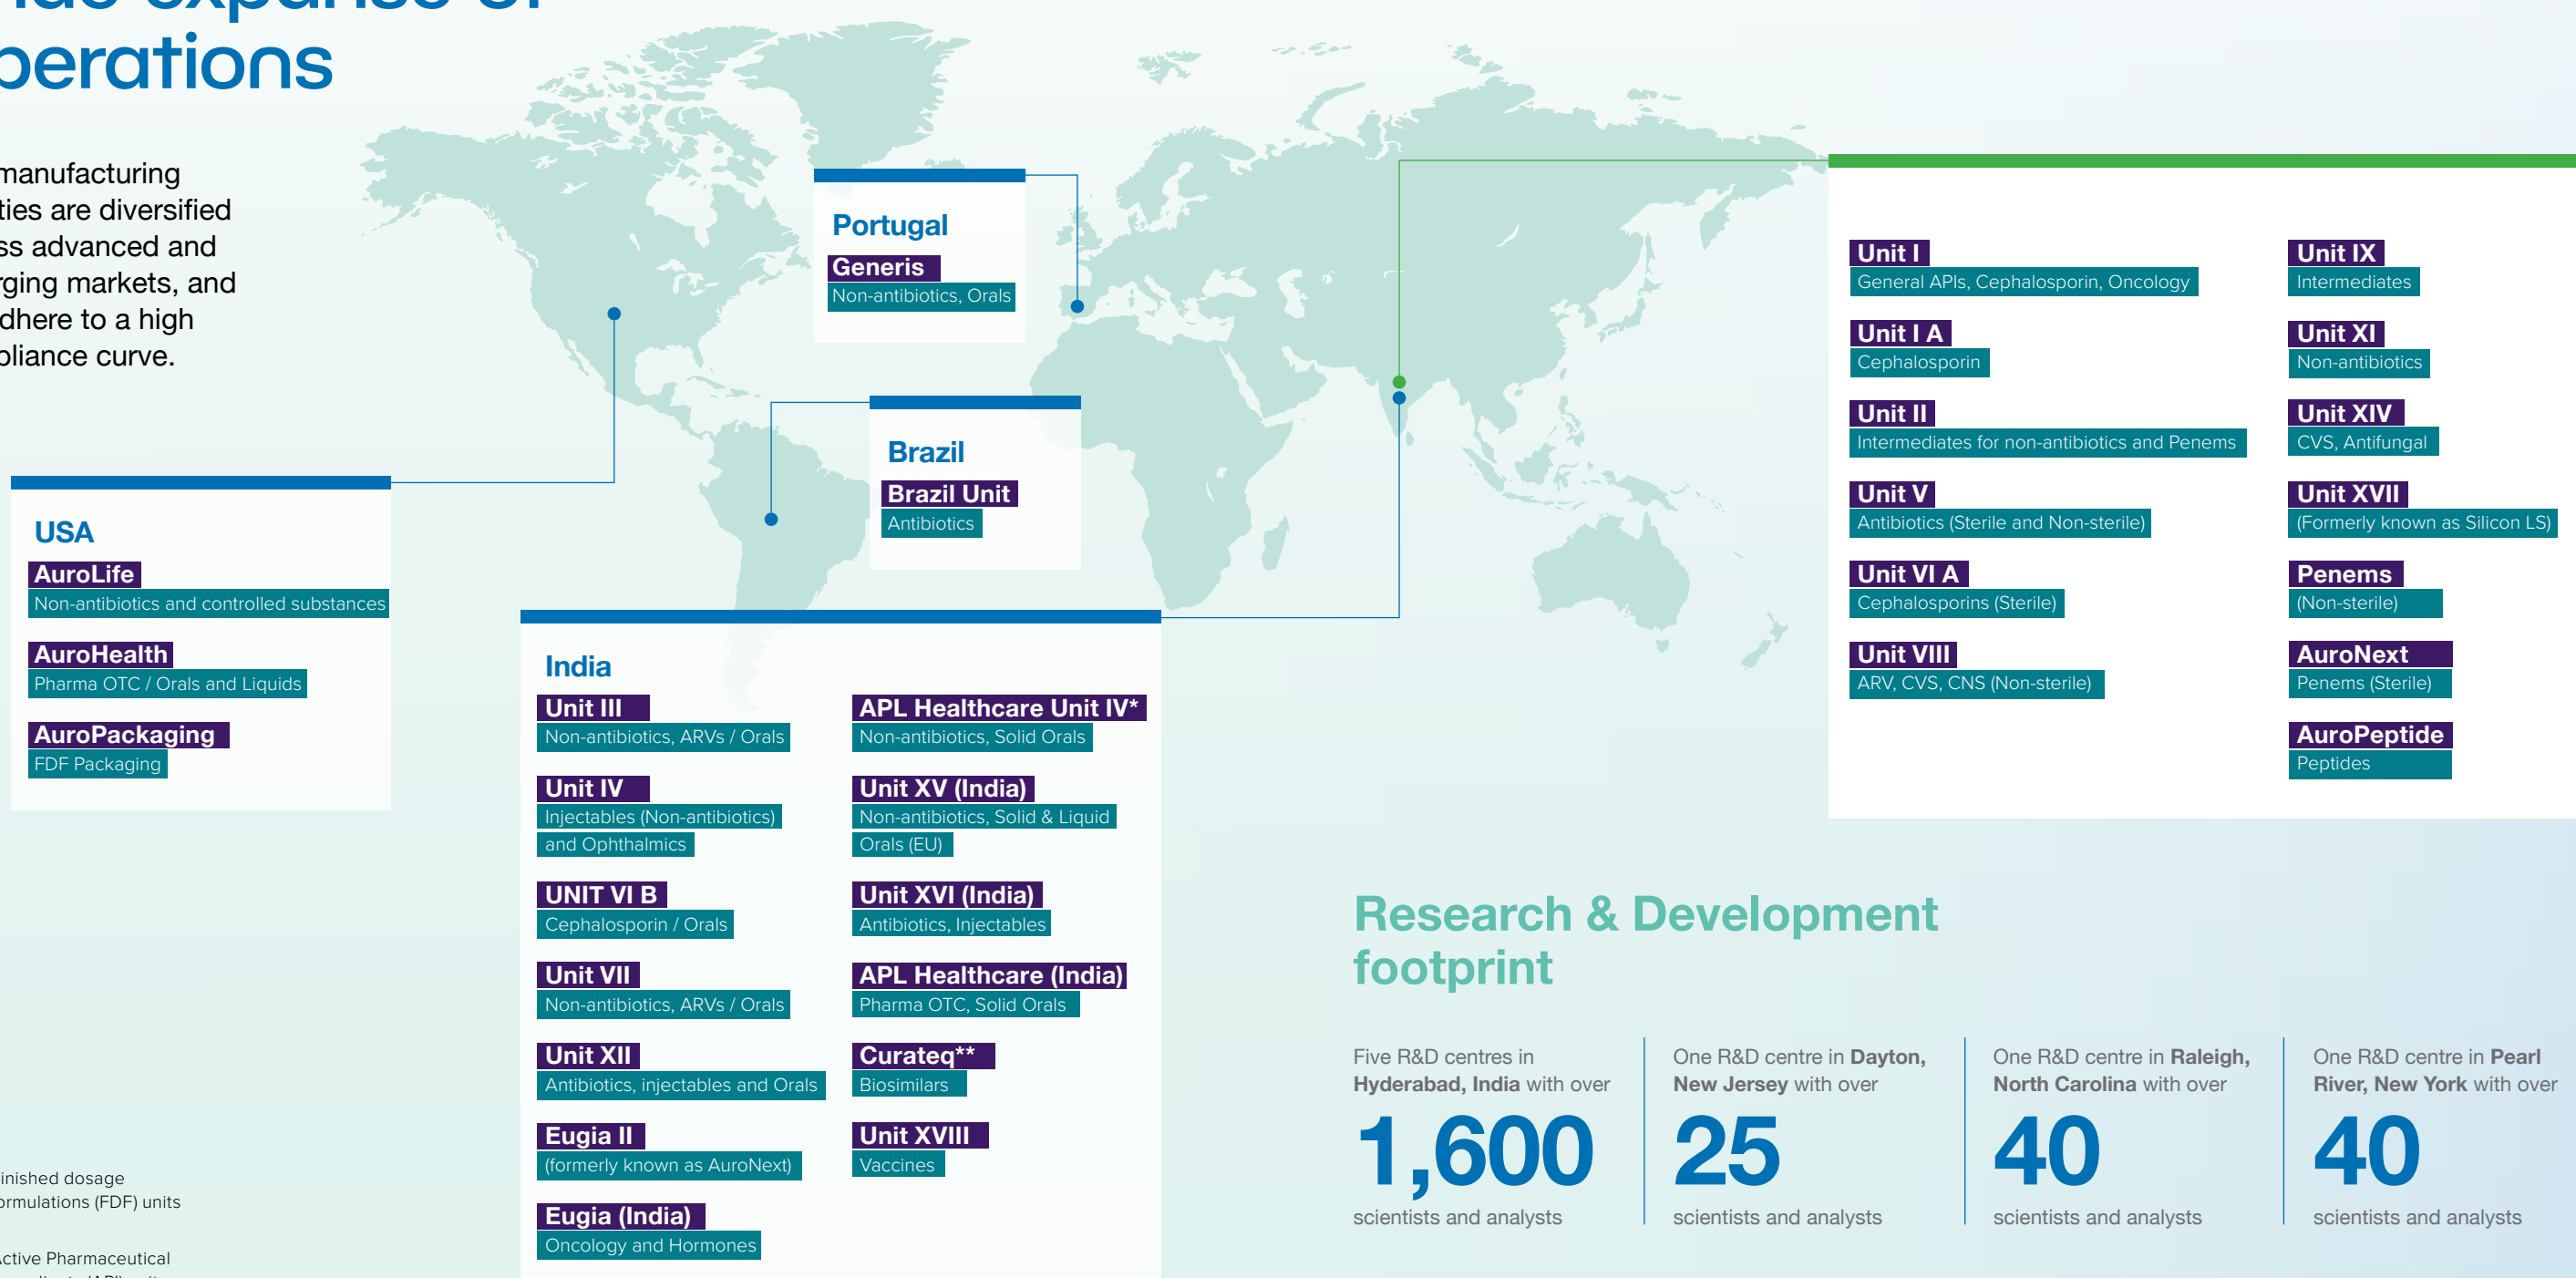 expanse of
operations
manufacturing
are diversified
advanced and
markets, and
adhere to a high
curve.
USA
AuroLife
Non-antibiotics and controlled substances
AuroHealth
Pharma OTC / Orals and Liquids
AuroPackaging
FDF Packaging
Portugal
Generis
Non-antibiotics, Orals
Brazil
Brazil Unit
Antibiotics
India
Unit III
Non-antibiotics, ARVs / Orals
Unit IV
Injectables (Non-antibiotics)
and Ophthalmics
UNIT VI B
Cephalosporin / Orals
Unit VII
Non-antibiotics, ARVs / Orals
Unit XII
Antibiotics, injectables and Orals
Eugia II
(formerly known as AuroNext)
Eugia (India)
Oncology and Hormones
APL Healthcare Unit IV*
Non-antibiotics, Solid Orals
Unit XV (India)
Non-antibiotics, Solid & Liquid
Orals (EU)
Unit XVI (India)
Antibiotics, Injectables
APL Healthcare (India)
Pharma OTC, Solid Orals
Curateq**
Biosimilars
Unit XVIII
Vaccines
Unit I
General APIs, Cephalosporin, Oncology
Unit I A
Cephalosporin
Unit II
Intermediates for non-antibiotics and Penems
Unit V
Antibiotics (Sterile and Non-sterile)
Unit VI A
Cephalosporins (Sterile)
Unit VIII
ARV, CVS, CNS (Non-sterile)
Unit IX
Intermediates
Unit XI
Non-antibiotics
Unit XIV
CVS, Antifungal
Unit XVII
(Formerly known as Silicon LS)
Penems
(Non-sterile)
AuroNext
Penems (Sterile)
AuroPeptide
Peptides
Research & Development
footprint
Five R&D centres in
Hyderabad, India with over
1,600
scientists and analysts
One R&D centre in Dayton,
New Jersey with over
25
scientists and analysts
One R&D centre in Raleigh,
North Carolina with over
40
scientists and analysts
One R&D centre in Pearl
River, New York with over
40
scientists and analysts
Finished dosage
formulations (FDF) units
Active Pharmaceutical